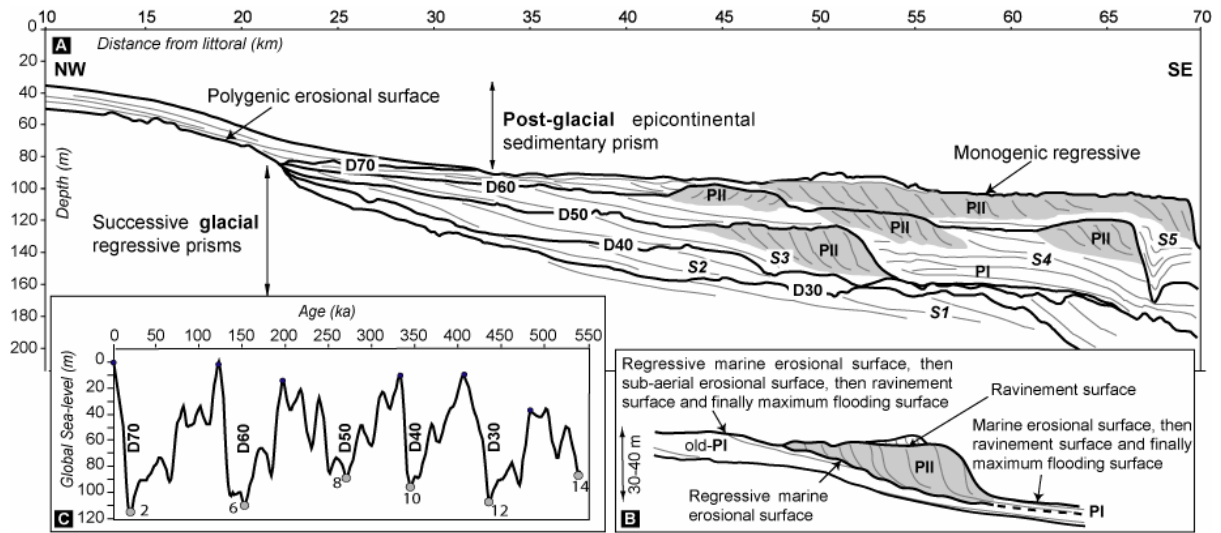 10 15 20 25 30 35 40 45 50 55 60 65 70
0
20
40
60
80
100
120
140
160
180
200
Depth (m)
A
Distance from littoral (km)
NW
SE
Polygenic erosional surface
Post-glacial epicontinental
sedimentary prism
Monogenic regressive
Successive glacial
regressive prisms
D70
D60
D50
D40
D30
PII
PII
PII
PII
PII
PI
S1
S2
S3
S4
S5
Age (ka)
0 50 100 150 200 250 300 350 400 450 500 550
Global Sea-level (m)
0
20
40
60
80
100
120
D70
D60
D50
D40
D30
2
6
8
10
12
14
C
Regressive marine erosional surface, then
sub-aerial erosional surface, then ravinement
surface and finally maximum flooding surface
Ravinement surface
Marine erosional surface, then
ravinement surface and finally
maximum flooding surface
30-40 m
old-PI
PII
Regressive marine
erosional surface
PI
B